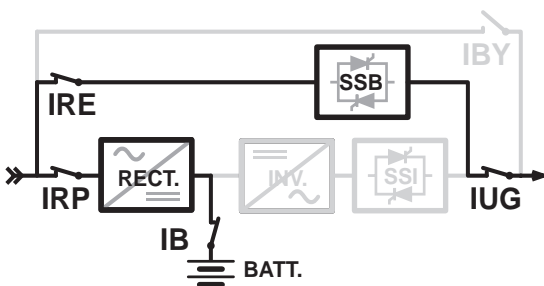 IBY
SSB
IRE
RECT.
INV.
SSI
IRP
IUG
IB
BATT.